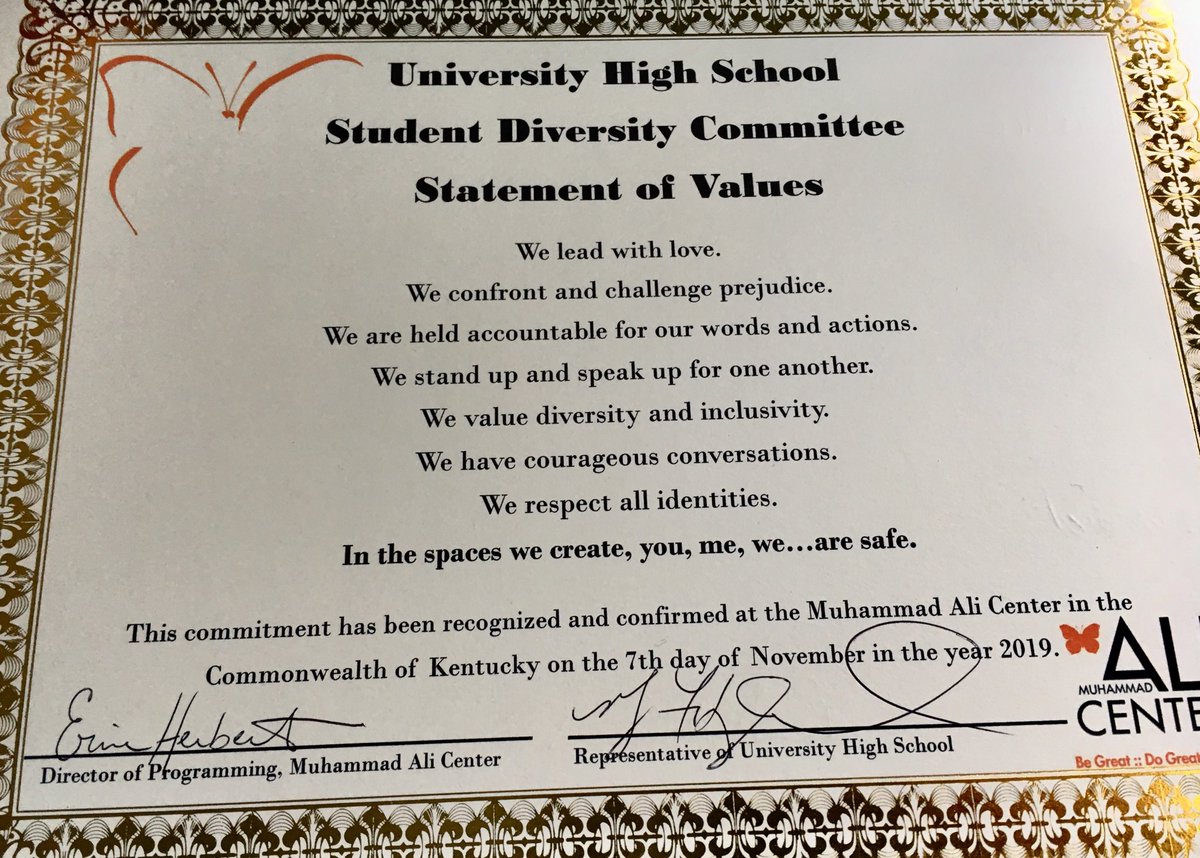 University High School
Student Diversity Committee
Statement of Values
We lead with love.
We confront and challenge prejudice.
We are held accountable for our words and actions.
We stand up and speak up for one another.
We value diversity and inclusivity.
We have courageous conversations.
We respect all identities.
In the spaces we create, you, me, we...are safe.
This commitment has been recognized and confirmed at the Muhammad Ali Center in the
Commonwealth of Kentucky on the 7th day of November in the year 2019.
Erin Herbert
Director of Programming, Muhammad Ali Center
Representative of University High School
AL
MUHAMMAD
CENTE
Be Great :: Do Great